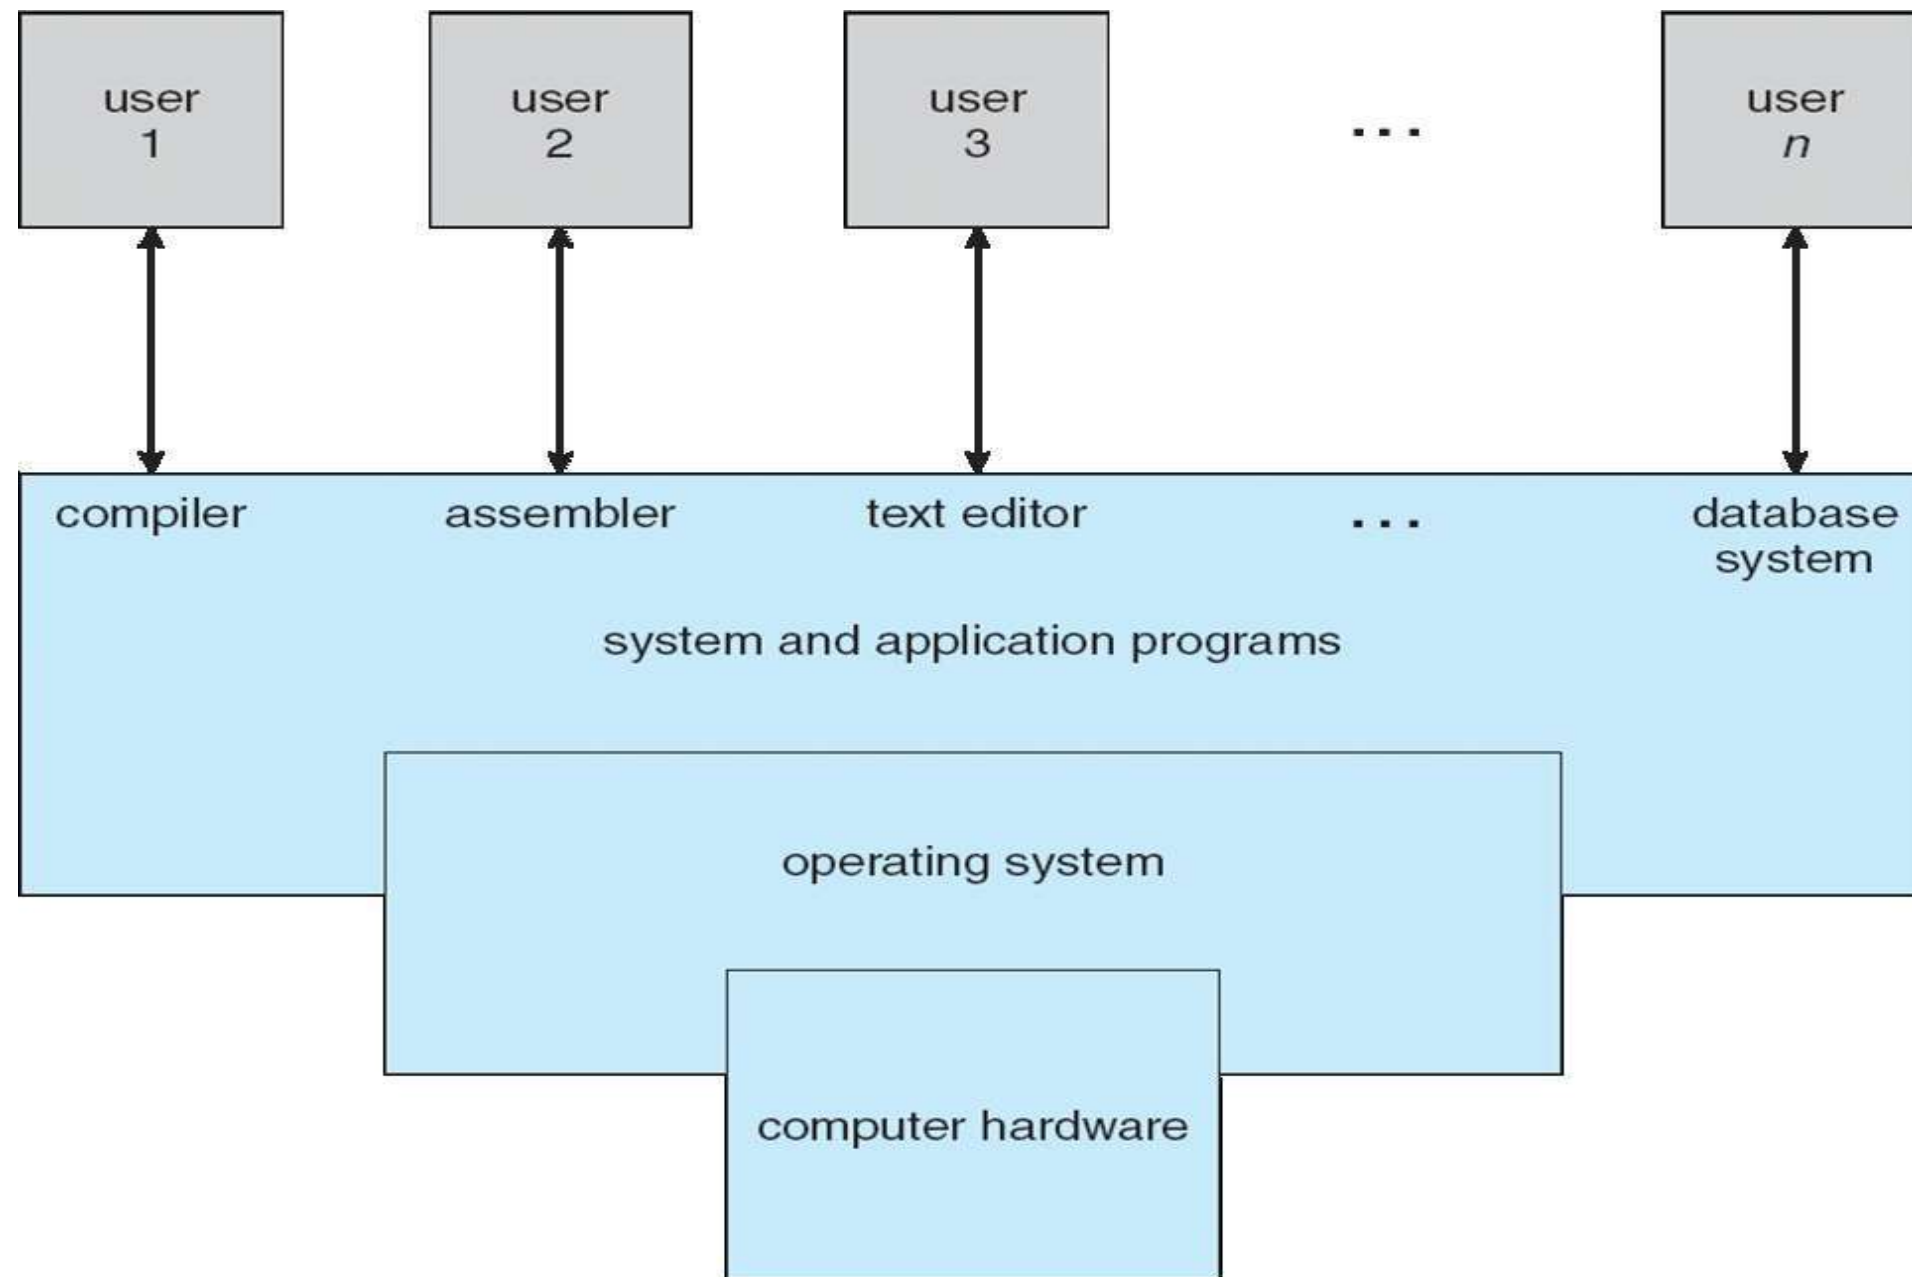 user
1
user
2
user
3
...
user
n
compiler
assembler
text editor
...
database
system
system and application programs
operating system
computer hardware